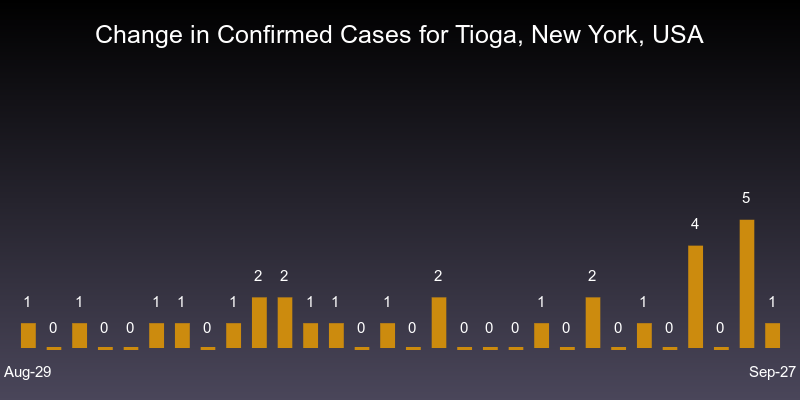 Change in Confirmed Cases for Tioga, New York, USA
1 0 1 0 0 1 1 0 1 2 2 1 1 0 1 0 2 0 0 0 1 0 2 0 1 0 4 0 5 1
Aug-29 Sep-27